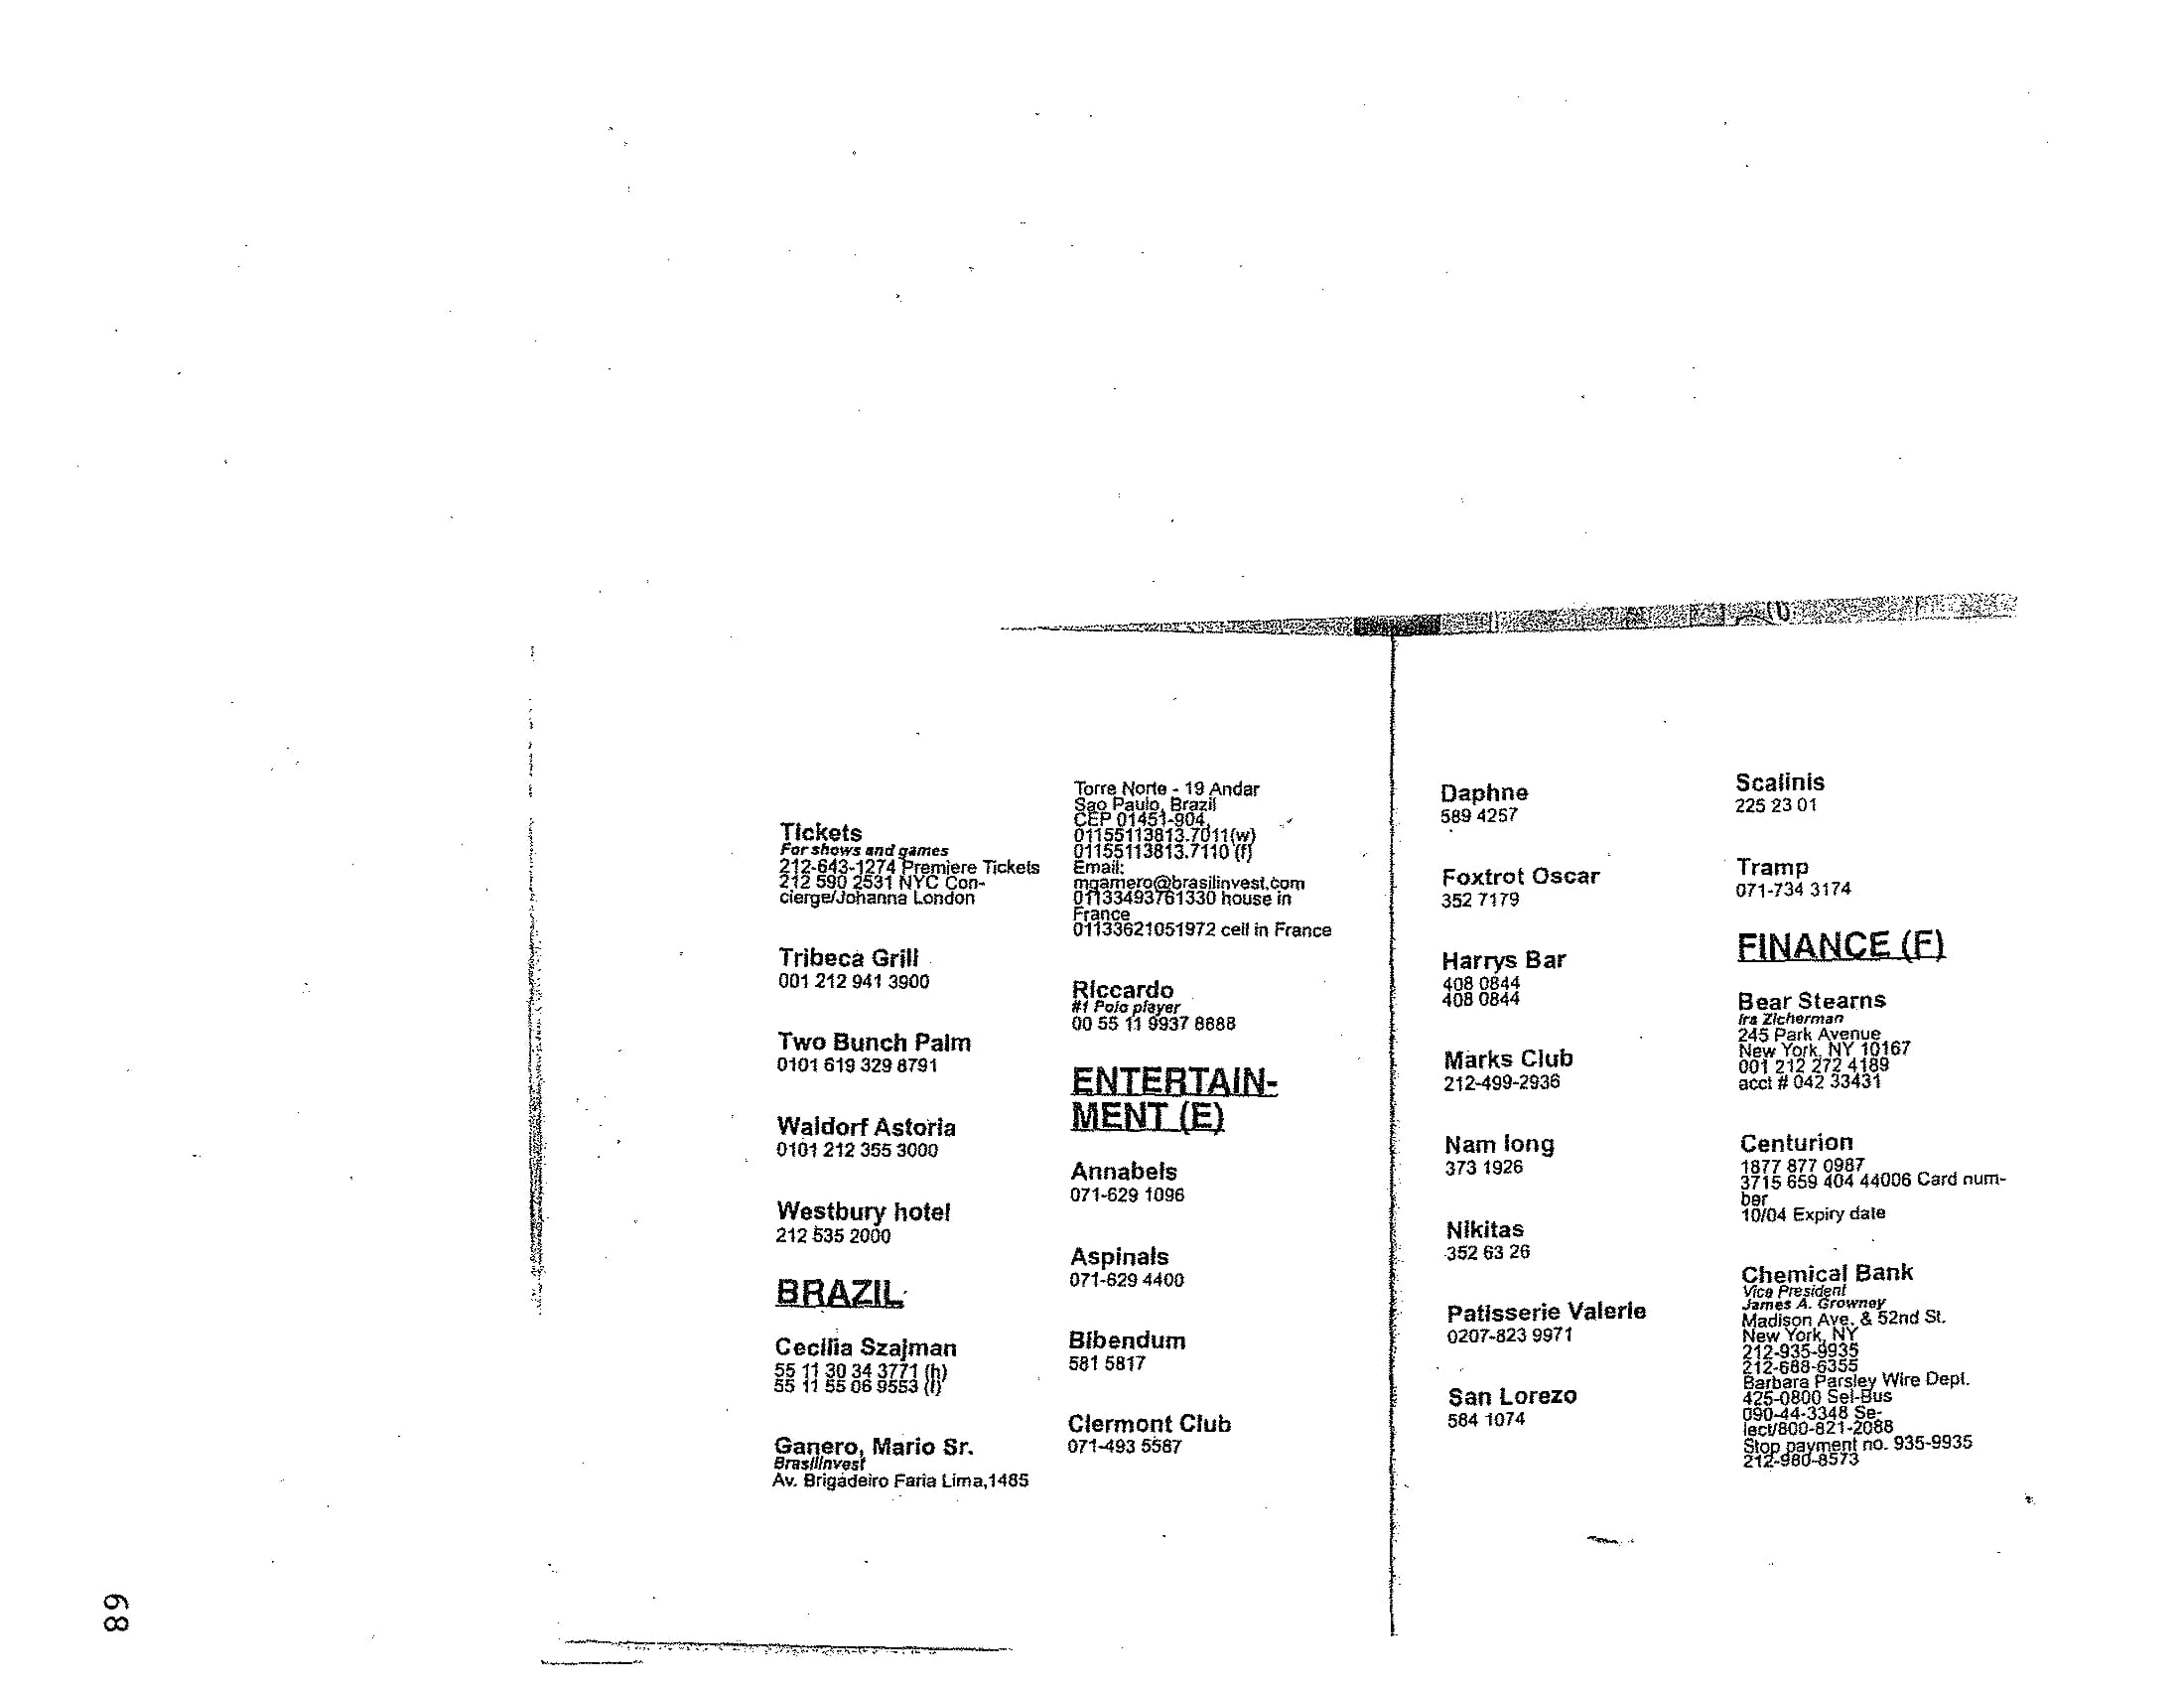 Tickets
For shows and games
212-643-1274 Premiere Tickets
212 590 2531 NYC Con-
cierge/Johanna London
Tribeca Grill
001 212 941 3900
Two Bunch Palm
0101 619 329 8791
Waldorf Astoria
0101 212 355 3000
Westbury hotel
212 535 2000
BRAZIL
Cecilia Szajman
55 11 30 34 3771 (h)
55 11 55 06 9553 (f)
Ganero, Mario Sr.
BrasilInvest
Av. Brigadeiro Faria Lima,1485
Torre Norte - 19 Andar
Sao Paulo, Brazil
CEP 01451-904,
01155113813.7011(w)
01155113813.7110 (f)
Email:
mgamero@brasilinvest.com
01133493761330 house in
France
01133621051972 cell in France
Riccardo
#1 Polo player
00 55 11 9937 8888
ENTERTAIN-
MENT (E)
Annabels
071-629 1096
Aspinals
071-629 4400
Bibendum
581 5817
Clermont Club
071-493 5587
Daphne
589 4257
Foxtrot Oscar
352 7179
Harrys Bar
408 0844
408 0844
Marks Club
212-499-2936
Nam long
373 1926
Nikitas
352 63 26
Patisserie Valerie
0207-823 9971
San Lorezo
584 1074
Scalinis
225 23 01
Tramp
071-734 3174
FINANCE (F)
Bear Stearns
Ira Zicherman
245 Park Avenue
New York, NY 10167
001 212 272 4189
acct # 042 33431
Centurion
1877 877 0987
3715 659 404 44006 Card num-
ber
10/04 Expiry date
Chemical Bank
Vice President
James A. Growney
Madison Ave. & 52nd St.
New York, NY
212-935-9935
212-688-6355
Barbara Parsley Wire Dept.
425-0800 Sel-Bus
090-44-3348 Se-
lect/800-821-2088
Stop payment no. 935-9935
212-980-8573
68